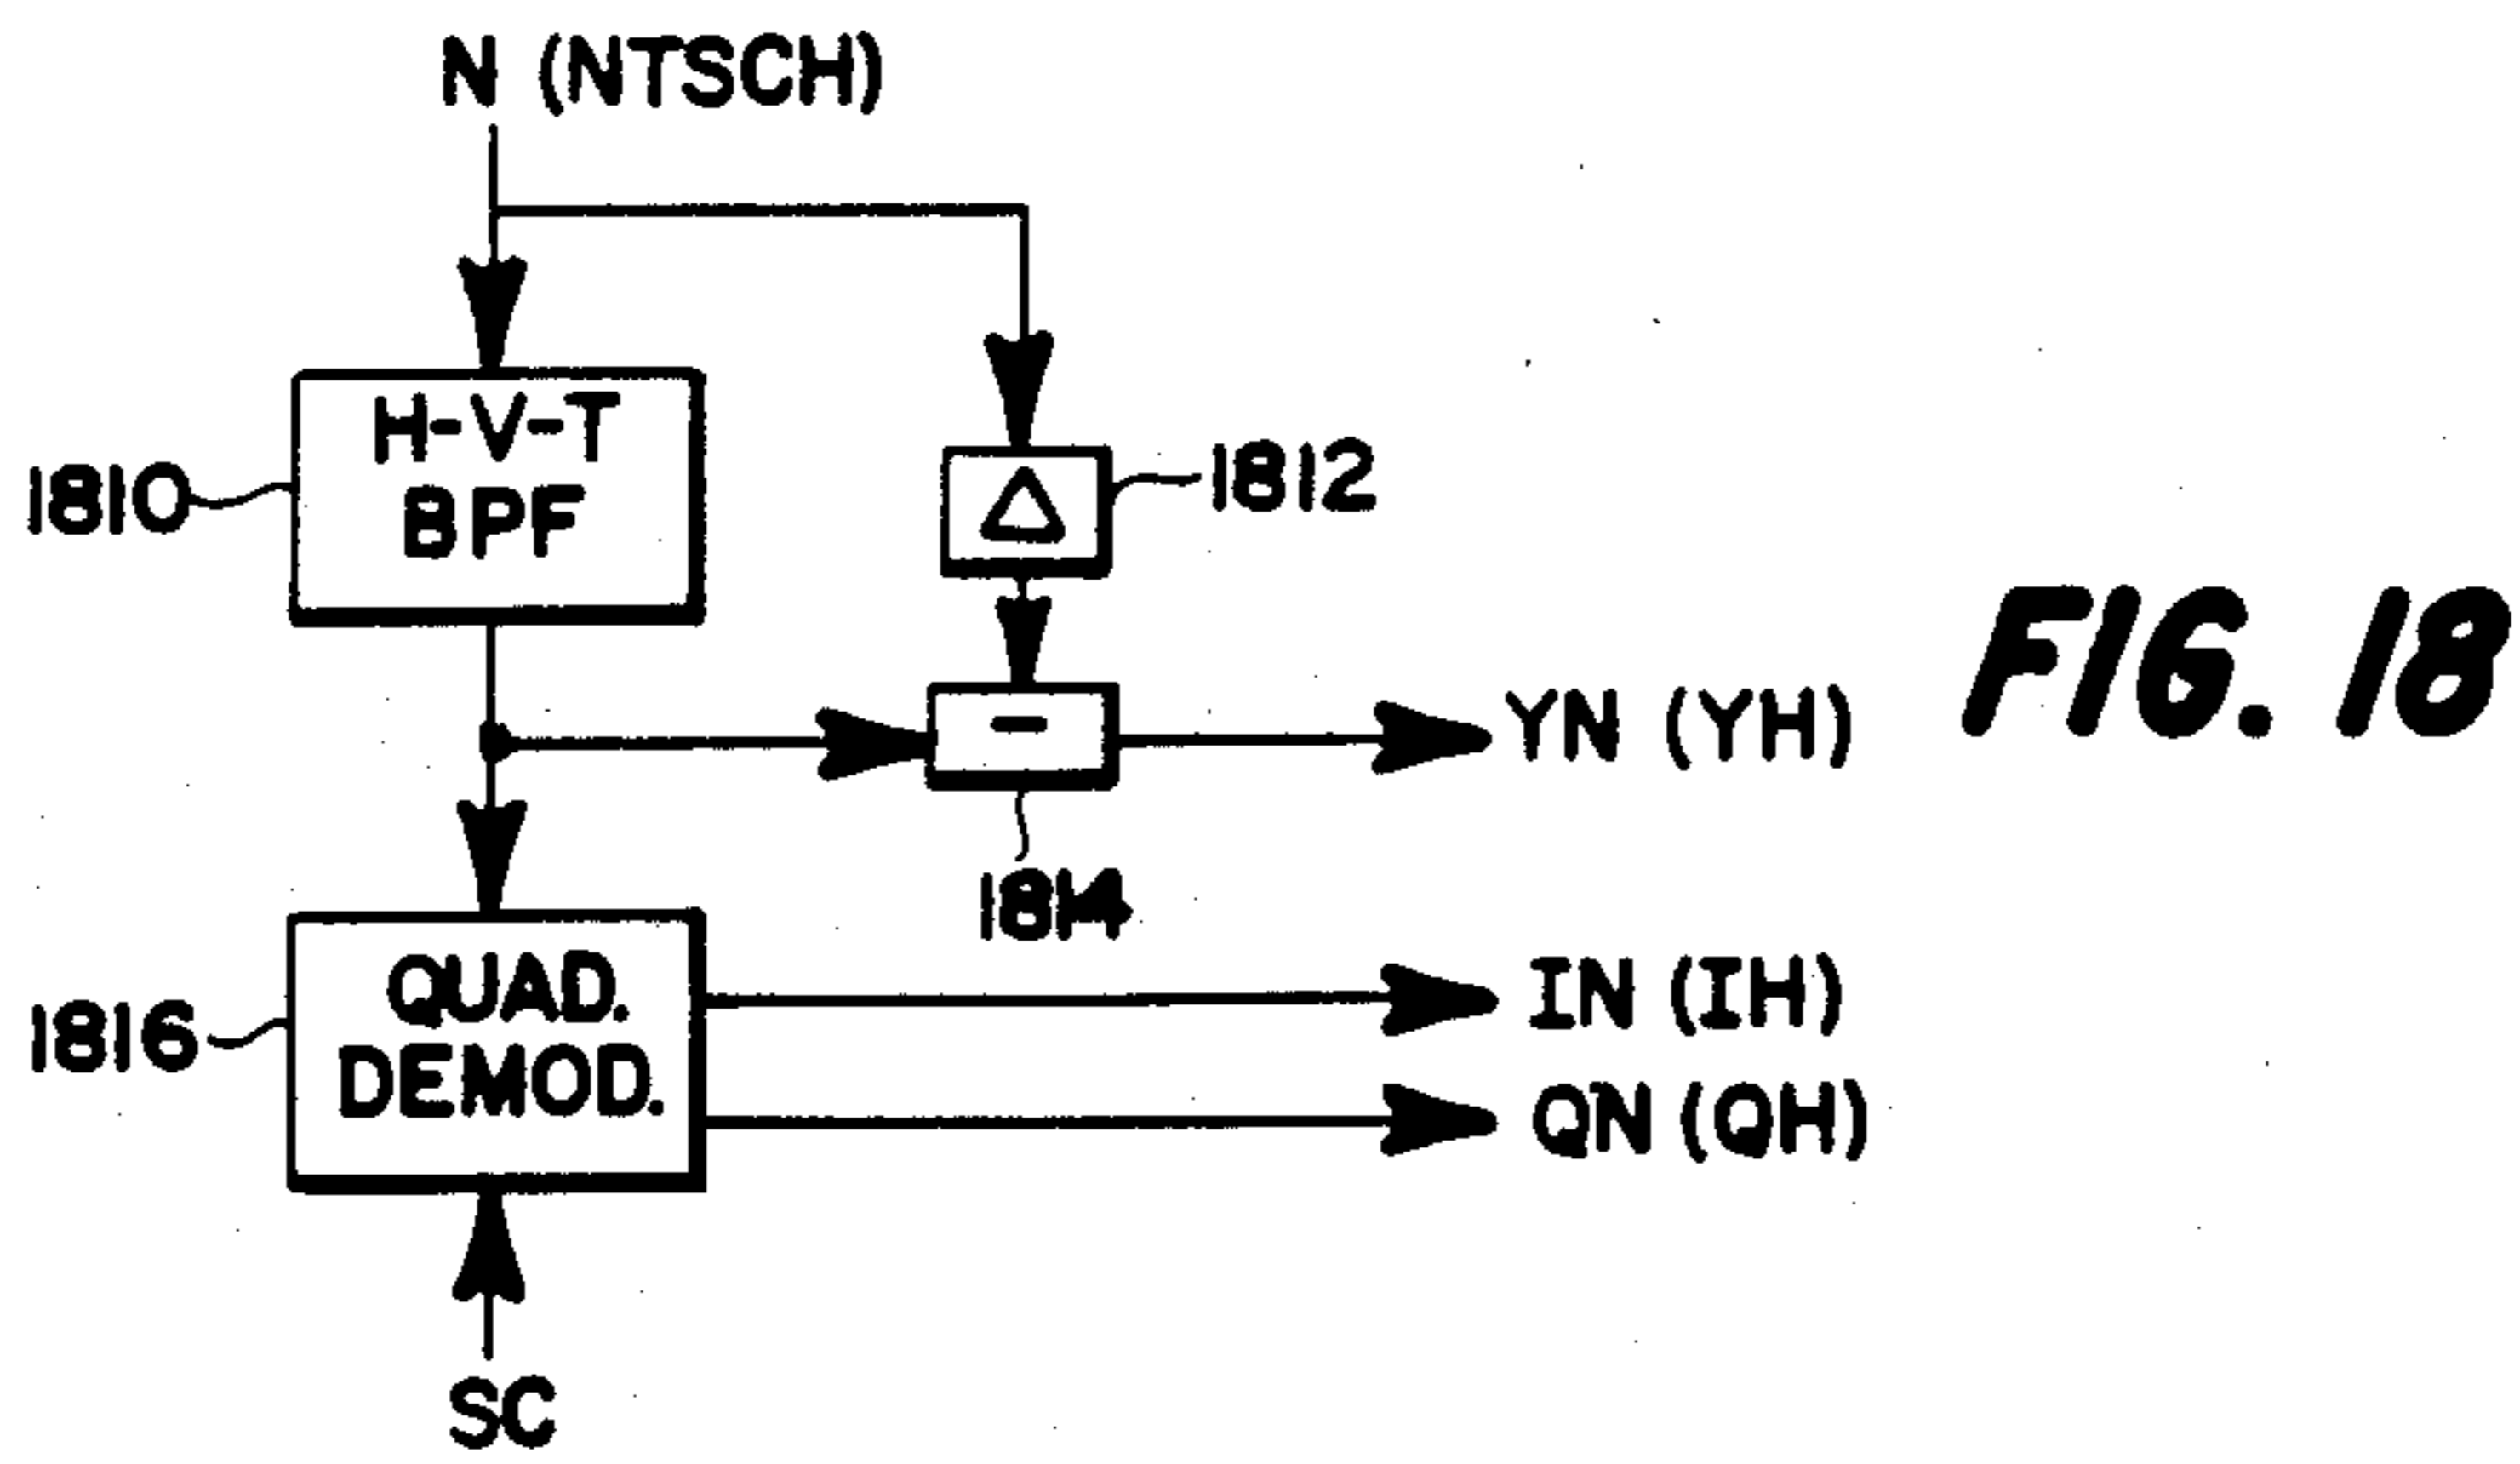 N (NTSCH)
H-V-T
BPF
1810
1812
Δ
FIG. 18
-
YN (YH)
1814
QUAD.
DEMOD.
1816
IN (IH)
QN (QH)
SC